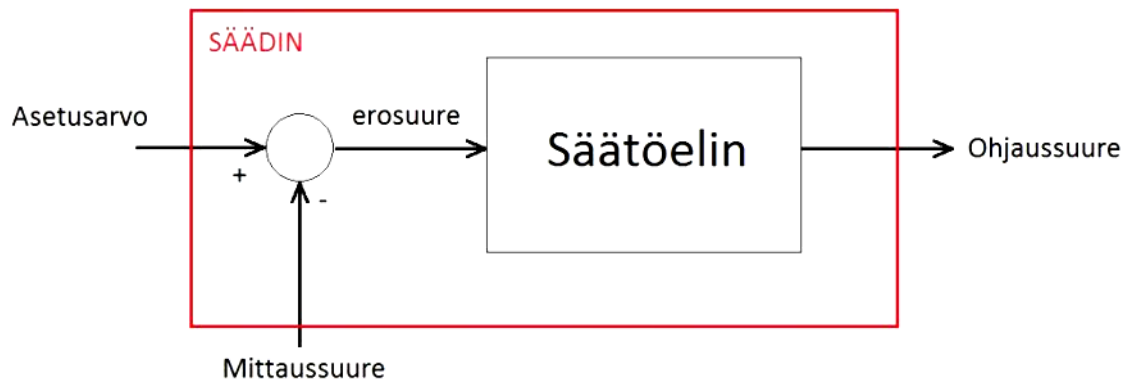 SÄÄDIN
Asetusarvo
erosuure
Säätöelin
Ohjaussuure
+
-
Mittaussuure